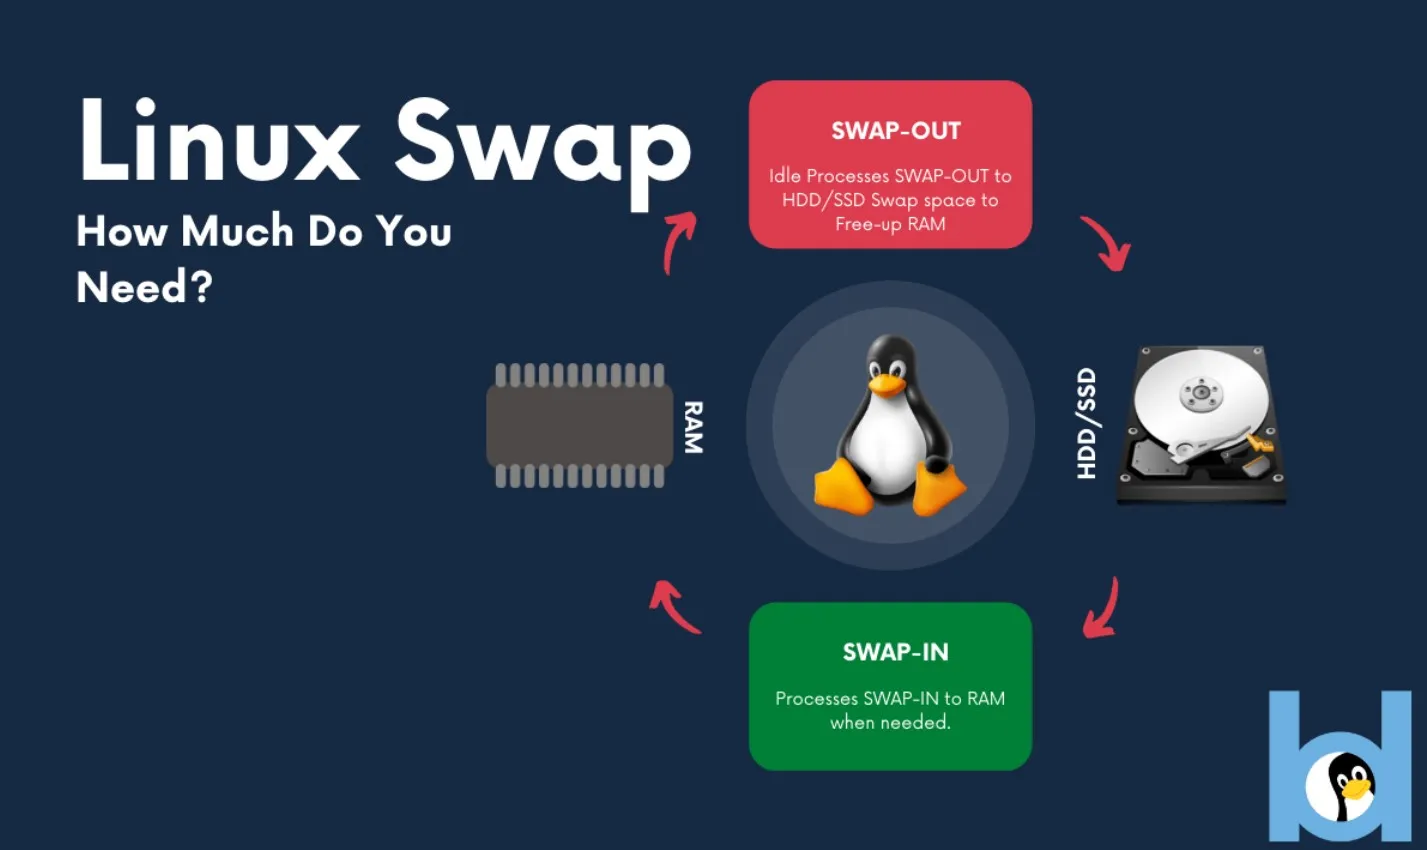 Linux Swap
How Much Do You
Need?
SWAP-OUT
Idle Processes SWAP-OUT to
HDD/SSD Swap space to
Free-up RAM
RAM
HDD/SSD
SWAP-IN
Processes SWAP-IN to RAM
when needed.